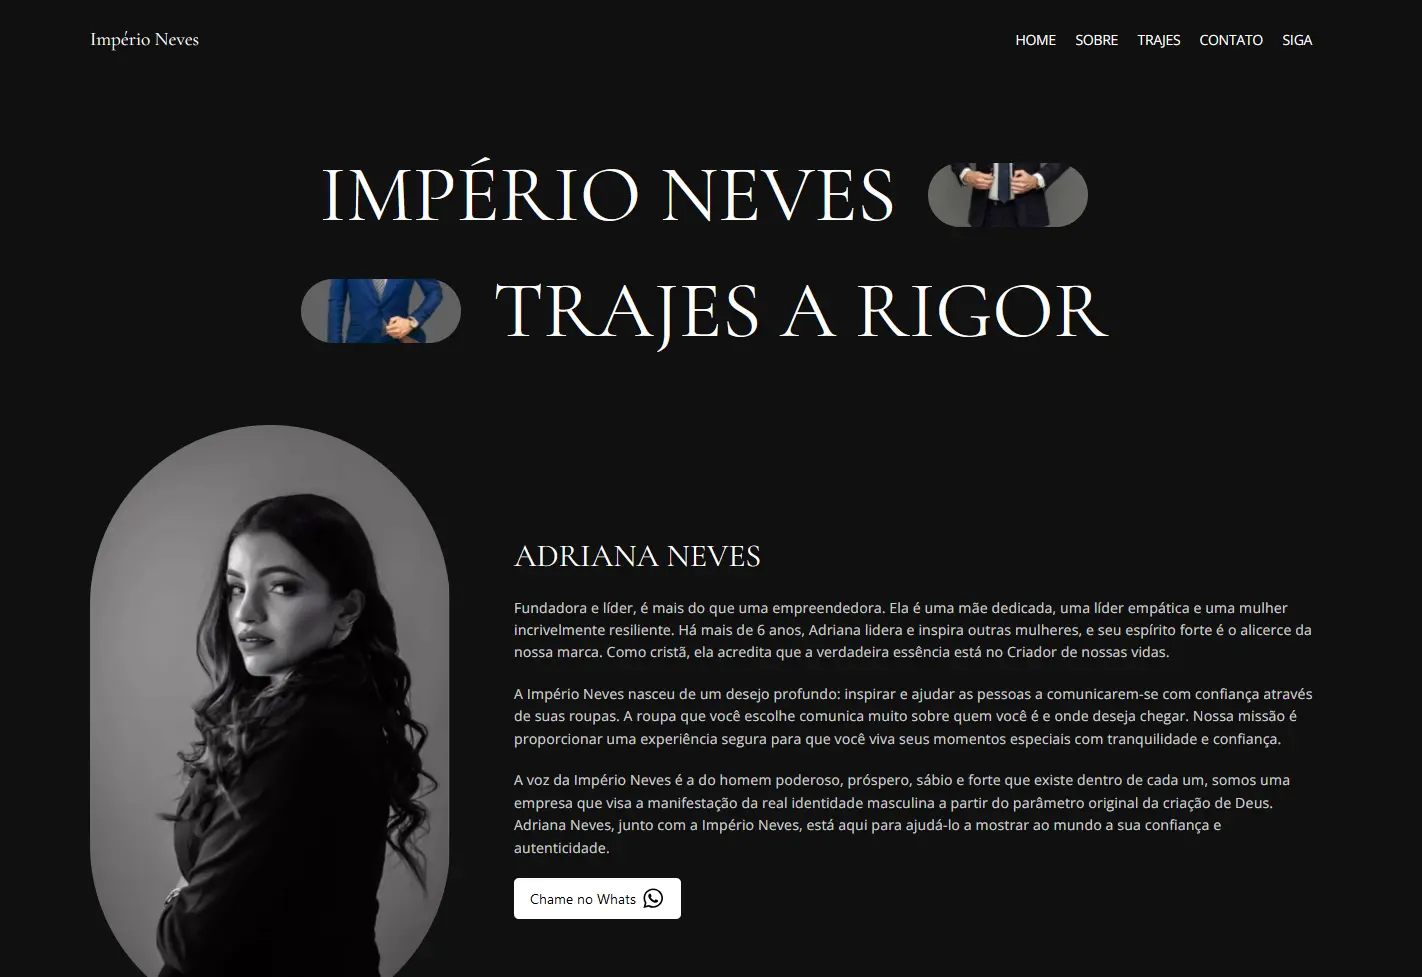 Império Neves
HOME SOBRE TRAJES CONTATO SIGA
IMPÉRIO NEVES
TRAJES A RIGOR
ADRIANA NEVES
Fundadora e líder, é mais do que uma empreendedora. Ela é uma mãe dedicada, uma líder empática e uma mulher
incrivelmente resiliente. Há mais de 6 anos, Adriana lidera e inspira outras mulheres, e seu espírito forte é o alicerce da
nossa marca. Como cristã, ela acredita que a verdadeira essência está no Criador de nossas vidas.
A Império Neves nasceu de um desejo profundo: inspirar e ajudar as pessoas a comunicarem-se com confiança através
de suas roupas. A roupa que você escolhe comunica muito sobre quem você é e onde deseja chegar. Nossa missão é
proporcionar uma experiência segura para que você viva seus momentos especiais com tranquilidade e confiança.
A voz da Império Neves é a do homem poderoso, próspero, sábio e forte que existe dentro de cada um, somos uma
empresa que visa a manifestação da real identidade masculina a partir do parâmetro original da criação de Deus.
Adriana Neves, junto com a Império Neves, está aqui para ajudá-lo a mostrar ao mundo a sua confiança e
autenticidade.
Chame no Whats